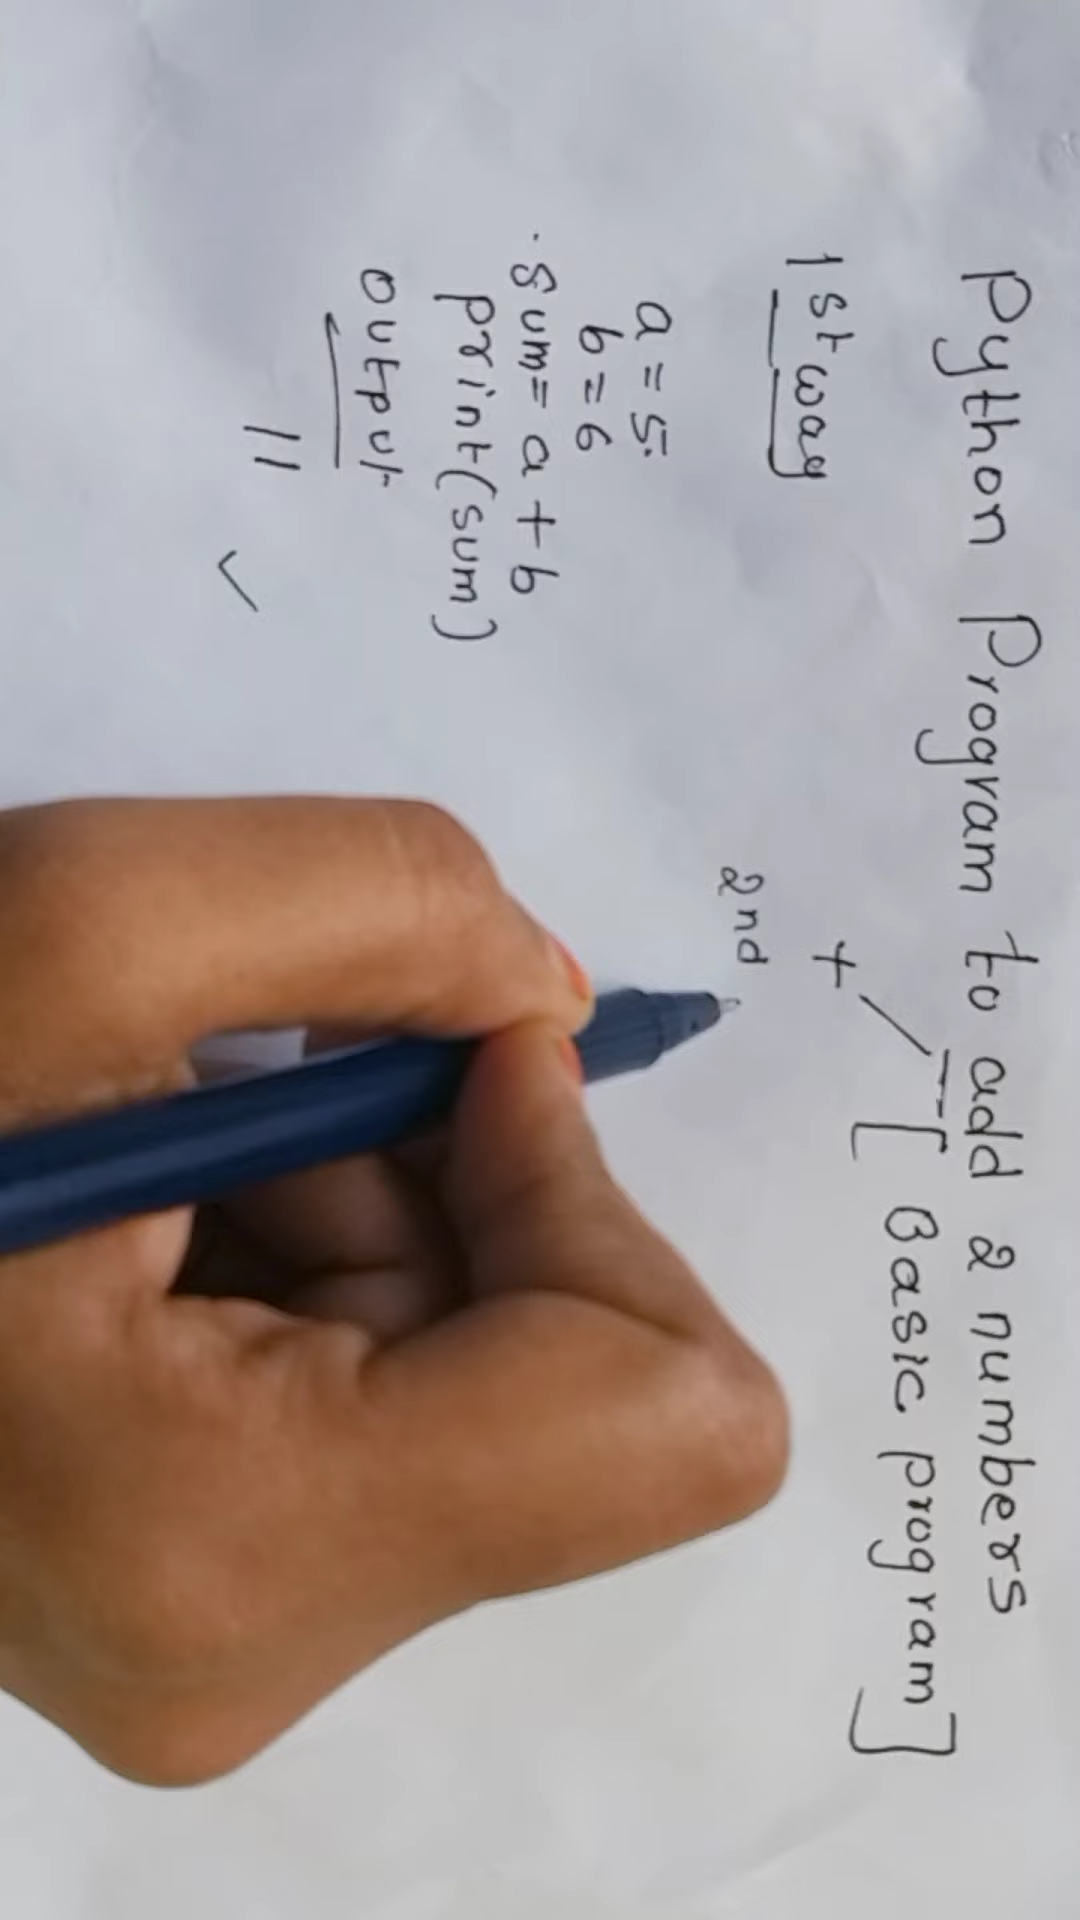 Python Program to add 2 numbers
+ [Basic program]
1st way
a = 5.
b = 6
sum= a + b
print(sum)
output
11
2nd